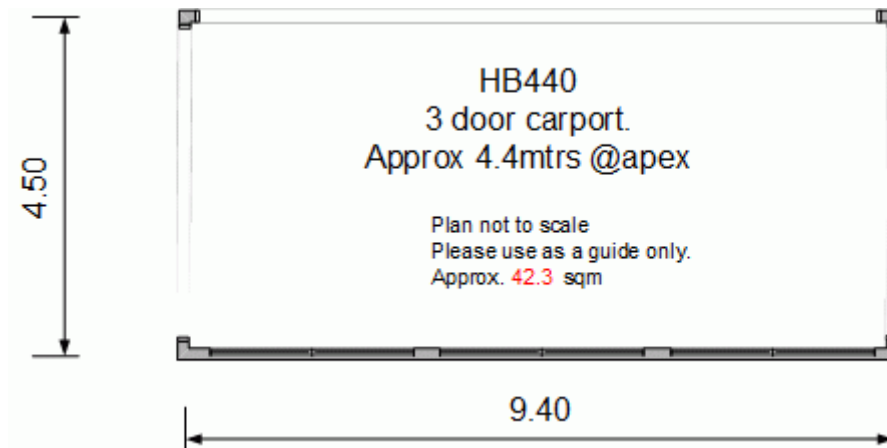 HB440
3 door carport.
Approx 4.4mtrs @apex
4.50
Plan not to scale
Please use as a guide only.
Approx. 42.3 sqm
9.40